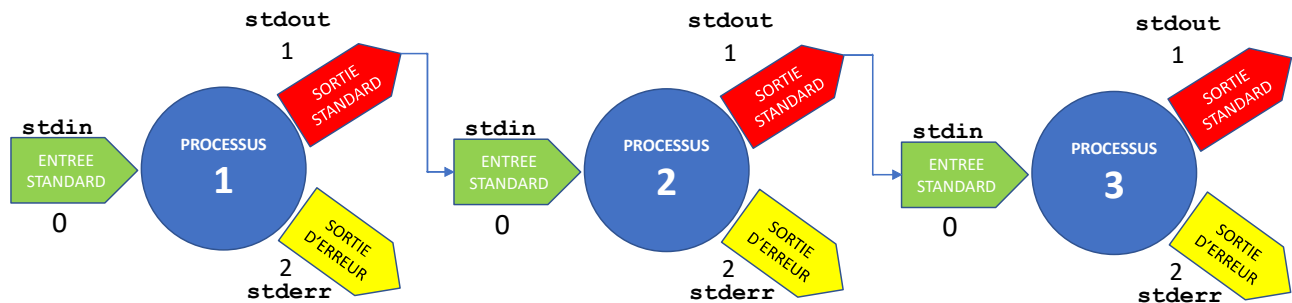 stdout
1
SORTIE
STANDARD
stdin
ENTREE
STANDARD
0
PROCESSUS
1
SORTIE
D'ERREUR
2
stderr
stdout
1
SORTIE
STANDARD
stdin
ENTREE
STANDARD
0
PROCESSUS
2
SORTIE
D'ERREUR
2
stderr
stdout
1
SORTIE
STANDARD
stdin
ENTREE
STANDARD
0
PROCESSUS
3
SORTIE
D'ERREUR
2
stderr